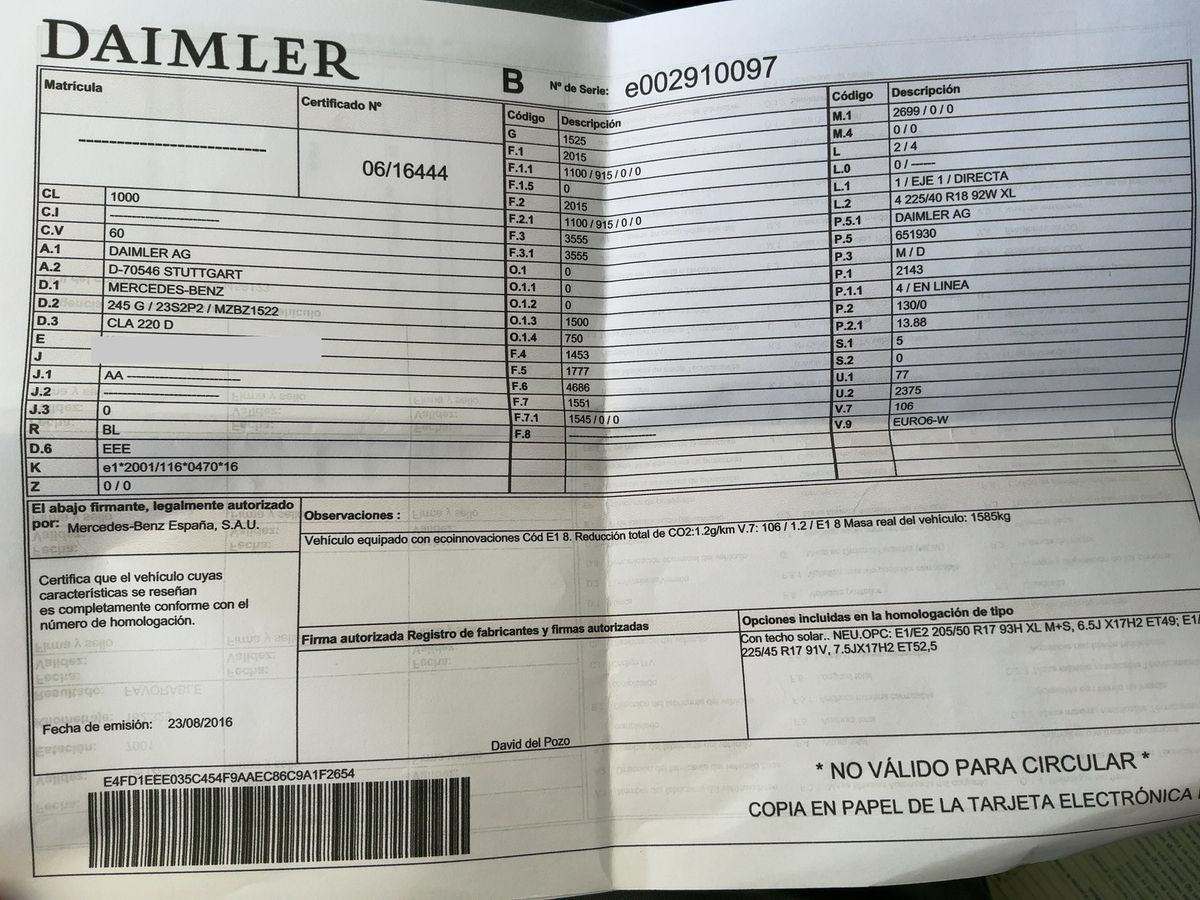 DAIMLER
B Nº de Serie: e002910097
Matrícula
---------------------------
Certificado Nº
06/16444
CL 1000
C.I ---------------------------
C.V 60
A.1 DAIMLER AG
A.2 D-70546 STUTTGART
D.1 MERCEDES-BENZ
D.2 245 G / 23S2P2 / MZBZ1522
D.3 CLA 220 D
E
J
J.1 AA ---------------------------
J.2 ---------------------------
J.3 0
R BL
D.6 EEE
K e1*2001/116*0470*16
Z 0 / 0
Código Descripción
G 1525
F.1 2015
F.1.1 1100 / 915 / 0 / 0
F.1.5 0
F.2 2015
F.2.1 1100 / 915 / 0 / 0
F.3 3555
F.3.1 3555
O.1 0
O.1.1 0
O.1.2 0
O.1.3 1500
O.1.4 750
F.4 1453
F.5 1777
F.6 4686
F.7 1551
F.7.1 1545 / 0 / 0
F.8 ---------------------------
Código Descripción
M.1 2699 / 0 / 0
M.4 0 / 0
L 2 / 4
L.0 0 / ------
L.1 1 / EJE 1 / DIRECTA
L.2 4 225/40 R18 92W XL
P.5.1 DAIMLER AG
P.5 651930
P.3 M / D
P.1 2143
P.1.1 4 / EN LINEA
P.2 130/0
P.2.1 13.88
S.1 5
S.2 0
U.1 77
U.2 2375
V.7 106
V.9 EURO6-W
El abajo firmante, legalmente autorizado
por: Mercedes-Benz España, S.A.U.
Certifica que el vehículo cuyas
características se reseñan
es completamente conforme con el
número de homologación.
Fecha de emisión: 23/08/2016
Observaciones :
Vehículo equipado con ecoinnovaciones Cód E1 8. Reducción total de CO2:1.2g/km V.7: 106 / 1.2 / E1 8 Masa real del vehículo: 1585kg
Firma autorizada Registro de fabricantes y firmas autorizadas
David del Pozo
Opciones incluidas en la homologación de tipo
Con techo solar.. NEU.OPC: E1/E2 205/50 R17 93H XL M+S, 6.5J X17H2 ET49; E1/
225/45 R17 91V, 7.5JX17H2 ET52,5
E4FD1EEE035C454F9AAEC86C9A1F2654
* NO VÁLIDO PARA CIRCULAR *
COPIA EN PAPEL DE LA TARJETA ELECTRÓNICA